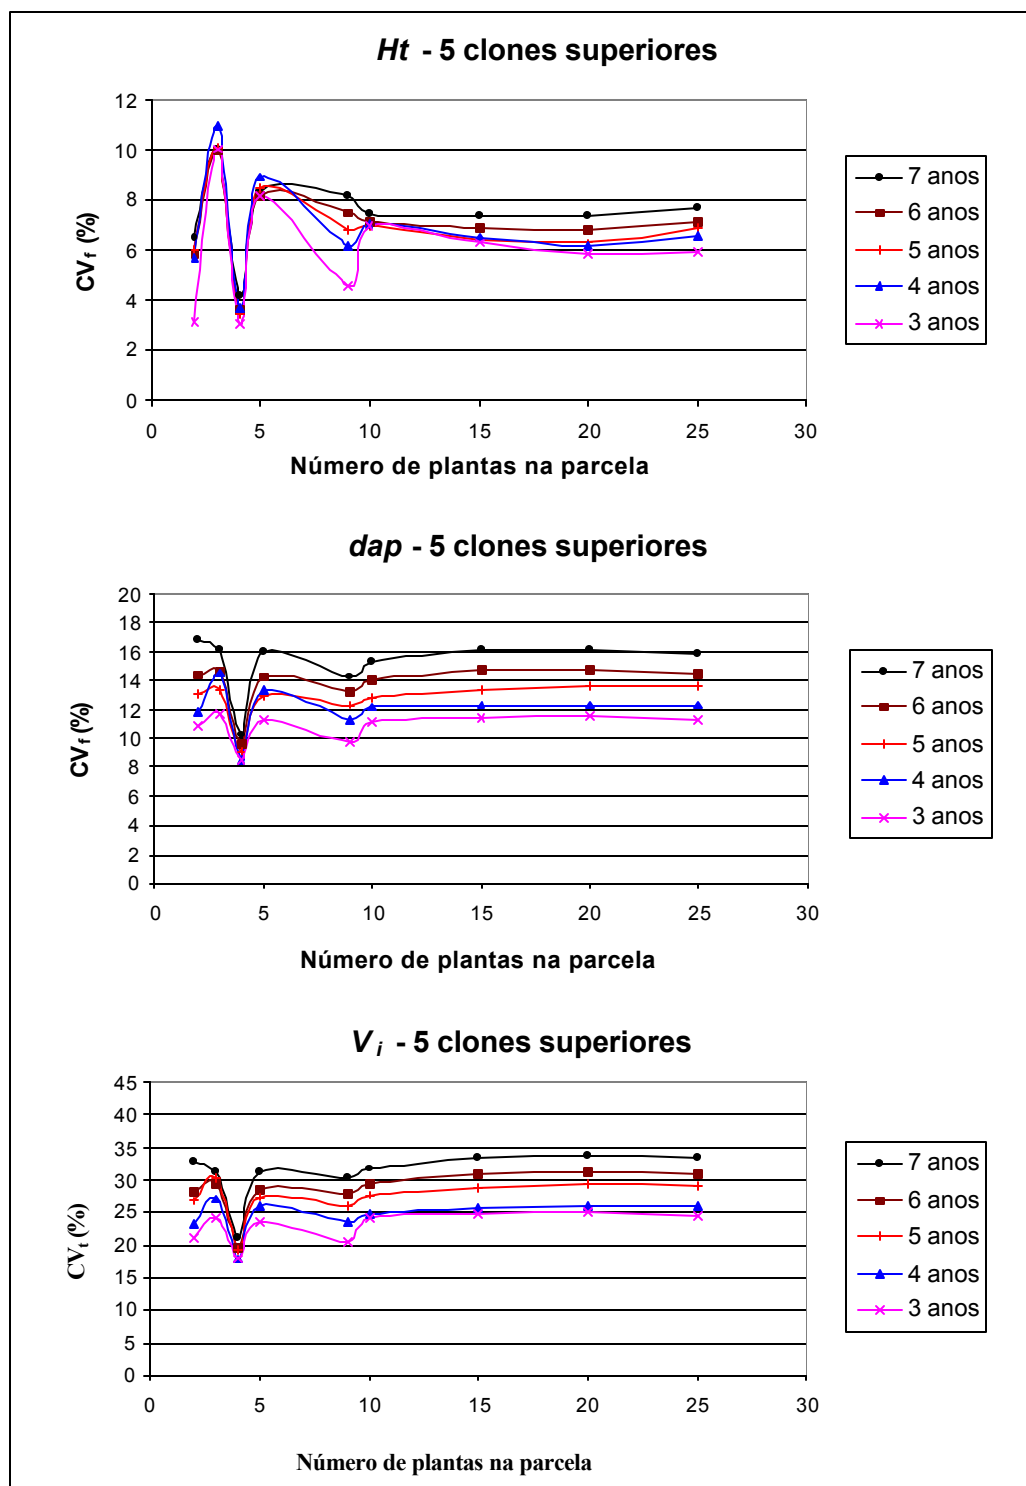 Ht - 5 clones superiores
12
10
8
6
4
2
0
CVf (%)
0 5 10 15 20 25 30
Número de plantas na parcela
7 anos
6 anos
5 anos
4 anos
3 anos
dap - 5 clones superiores
20
18
16
14
12
10
8
6
4
2
0
CVf (%)
0 5 10 15 20 25 30
Número de plantas na parcela
7 anos
6 anos
5 anos
4 anos
3 anos
Vi - 5 clones superiores
45
40
35
30
25
20
15
10
5
0
CVt (%)
0 5 10 15 20 25 30
Número de plantas na parcela
7 anos
6 anos
5 anos
4 anos
3 anos